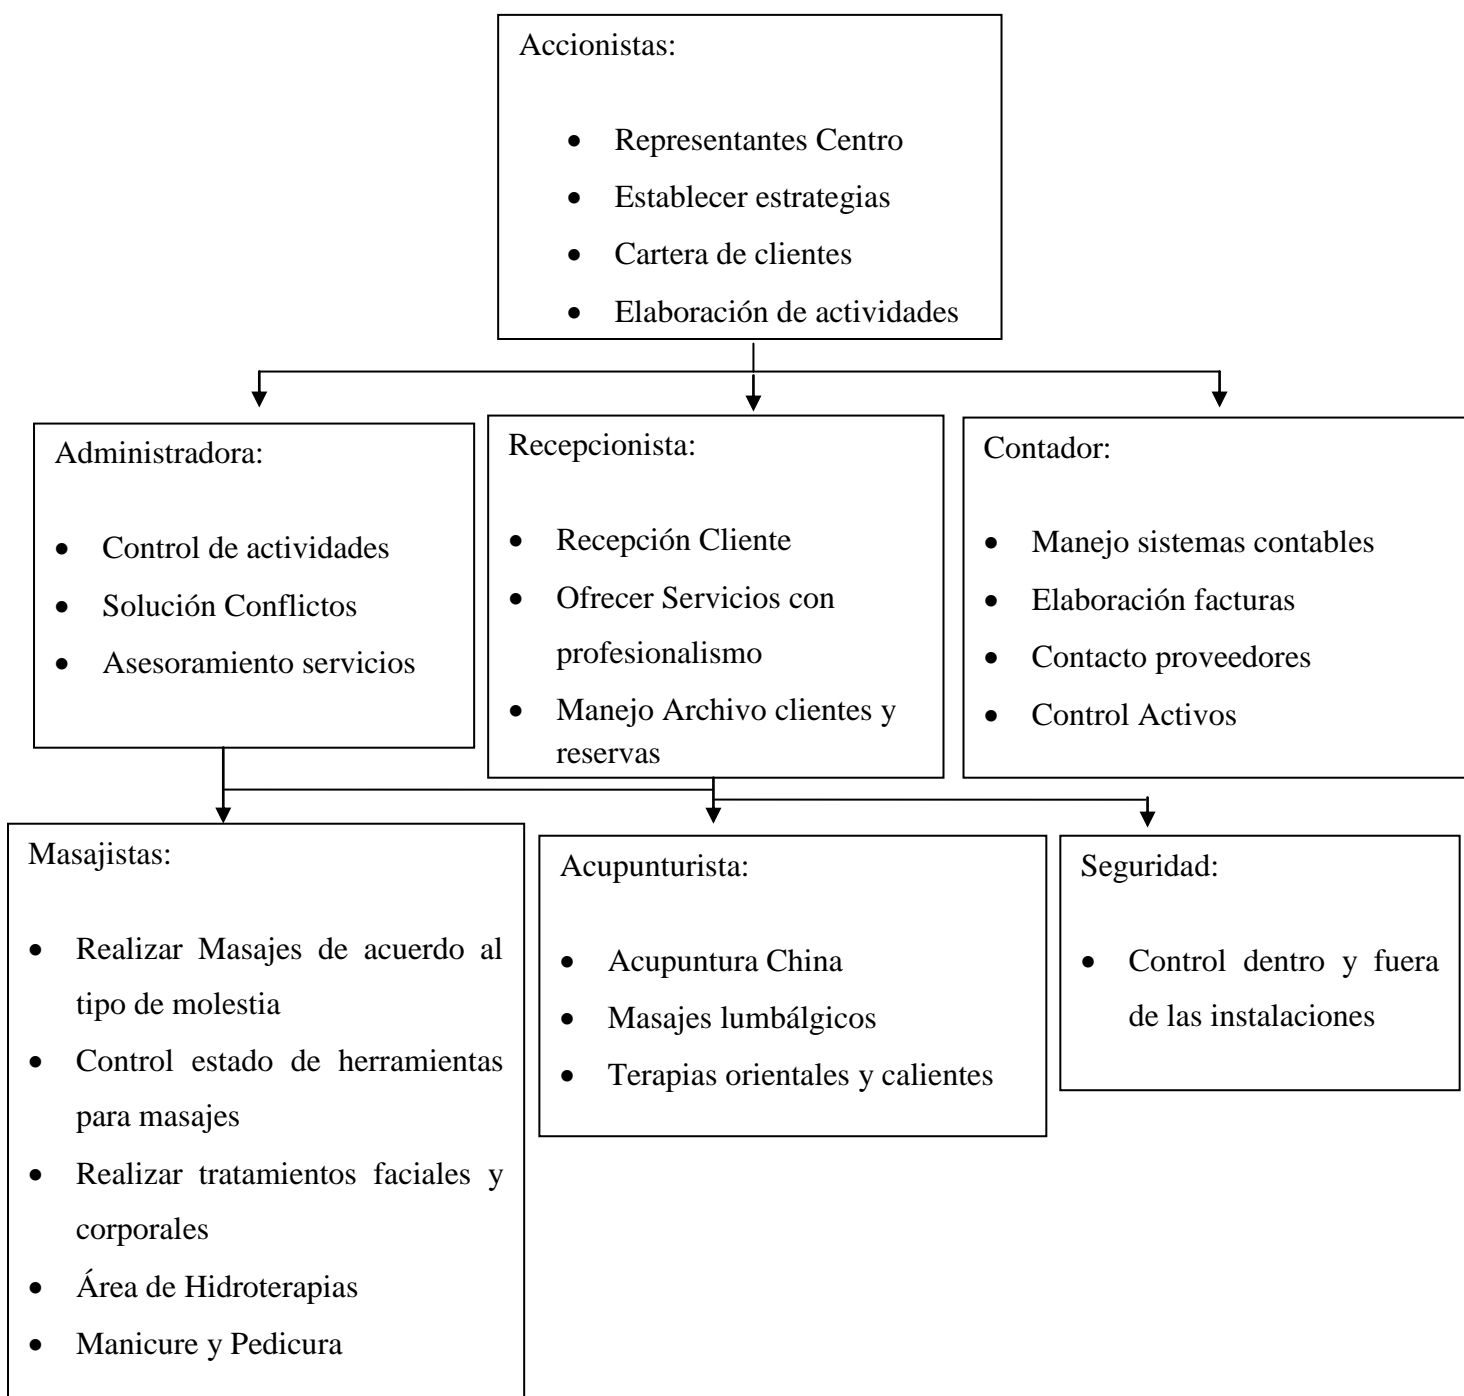 Accionistas:
• Representantes Centro
• Establecer estrategias
• Cartera de clientes
• Elaboración de actividades
Administradora:
• Control de actividades
• Solución Conflictos
• Asesoramiento servicios
Recepcionista:
• Recepción Cliente
• Ofrecer Servicios con
profesionalismo
• Manejo Archivo clientes y
reservas
Contador:
• Manejo sistemas contables
• Elaboración facturas
• Contacto proveedores
• Control Activos
Masajistas:
• Realizar Masajes de acuerdo al
tipo de molestia
• Control estado de herramientas
para masajes
• Realizar tratamientos faciales y
corporales
• Área de Hidroterapias
• Manicure y Pedicura
Acupunturista:
• Acupuntura China
• Masajes lumbálgicos
• Terapias orientales y calientes
Seguridad:
• Control dentro y fuera
de las instalaciones